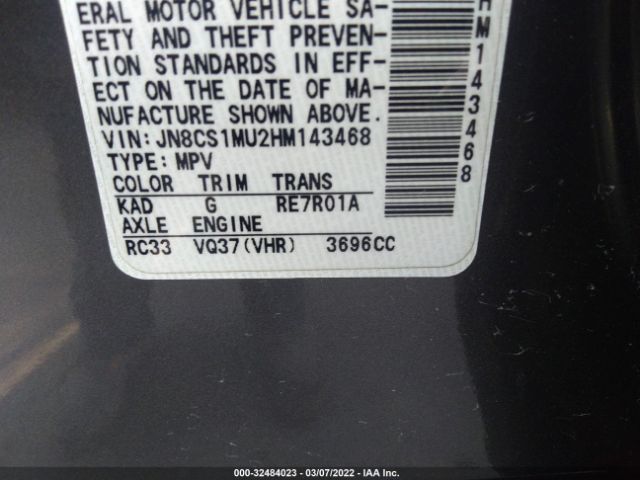 ERAL MOTOR VEHICLE SA-
FETY AND THEFT PREVEN-
TION STANDARDS IN EFF-
ECT ON THE DATE OF MA-
NUFACTURE SHOWN ABOVE.
VIN:JN8CS1MU2HM143468
TYPE:MPV
COLOR TRIM TRANS
KAD G RE7R01A
AXLE ENGINE
RC33 VQ37(VHR) 3696CC
HM143468
000-32484023 — 03/07/2022 — IAA